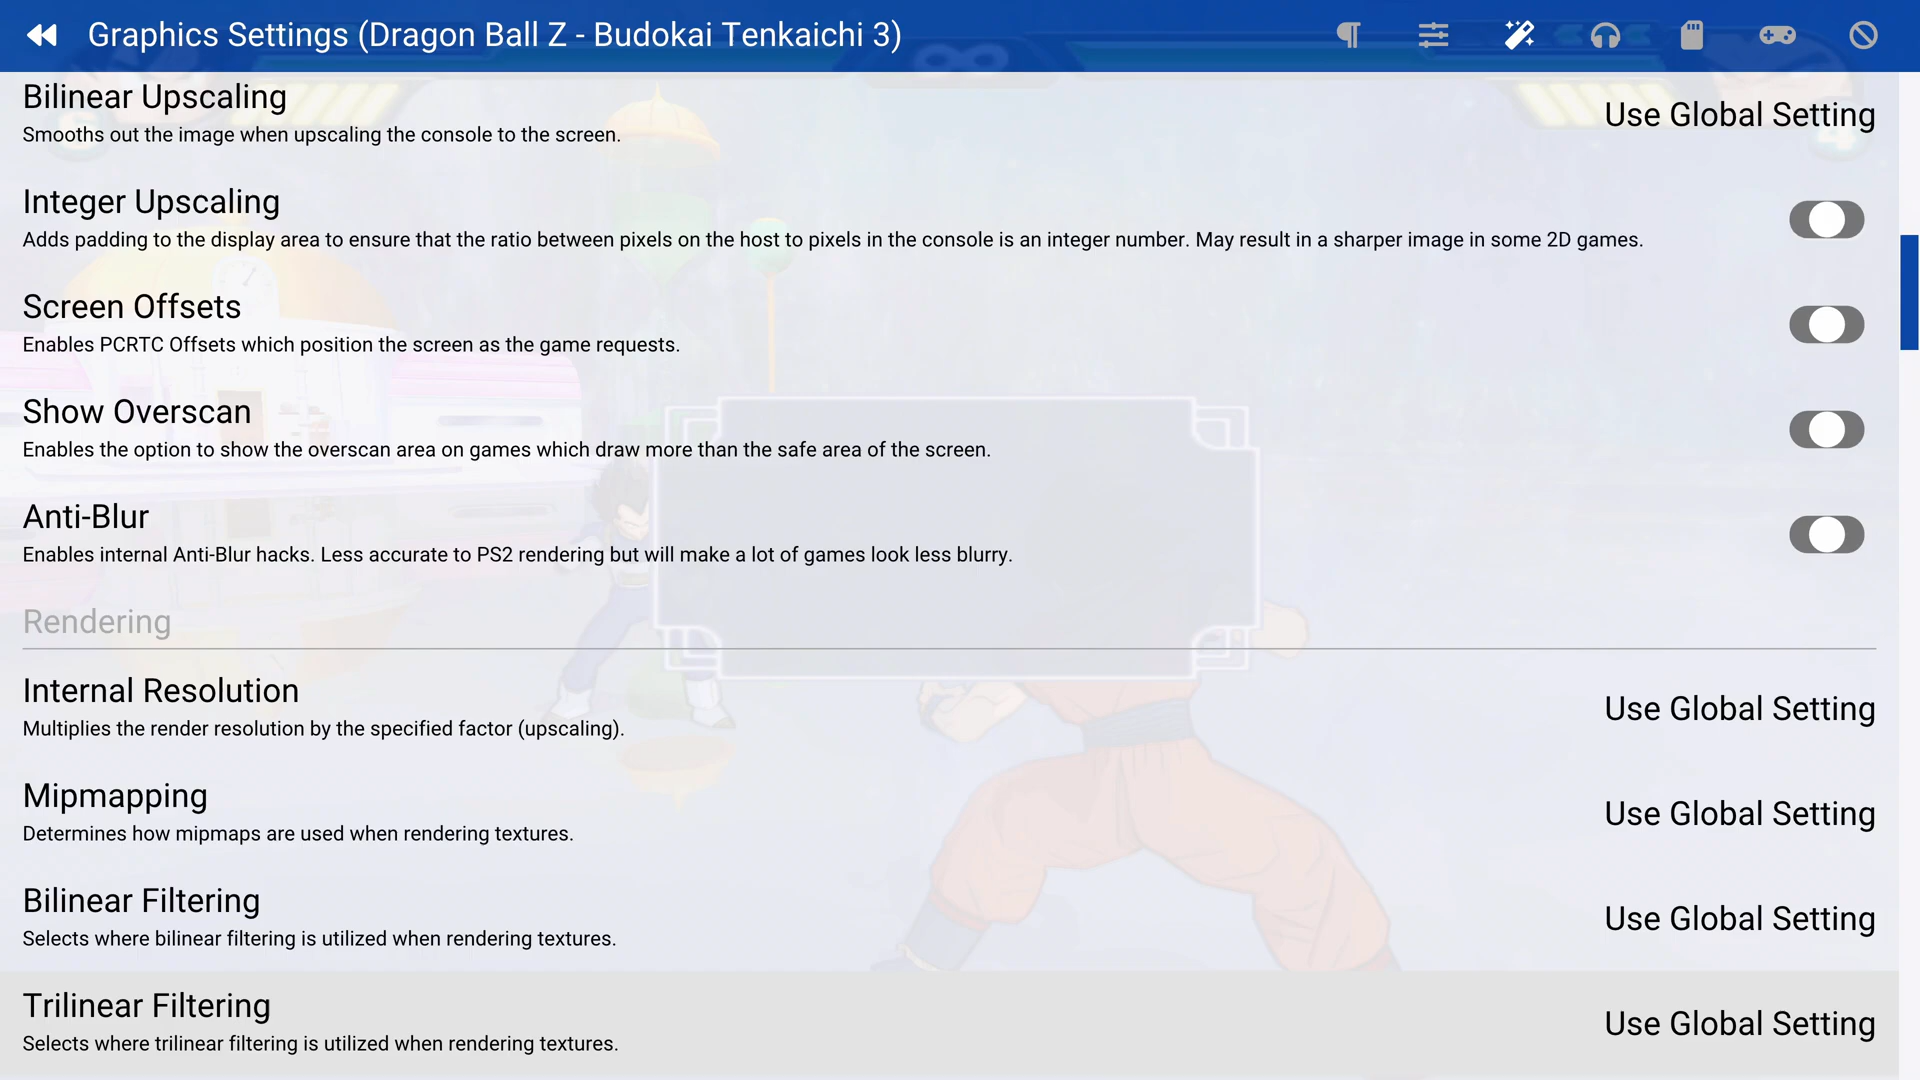 Graphics Settings (Dragon Ball Z - Budokai Tenkaichi 3)
Bilinear Upscaling
Smooths out the image when upscaling the console to the screen.
Use Global Setting
Integer Upscaling
Adds padding to the display area to ensure that the ratio between pixels on the host to pixels in the console is an integer number. May result in a sharper image in some 2D games.
Screen Offsets
Enables PCRTC Offsets which position the screen as the game requests.
Show Overscan
Enables the option to show the overscan area on games which draw more than the safe area of the screen.
Anti-Blur
Enables internal Anti-Blur hacks. Less accurate to PS2 rendering but will make a lot of games look less blurry.
Rendering
Internal Resolution
Multiplies the render resolution by the specified factor (upscaling).
Use Global Setting
Mipmapping
Determines how mipmaps are used when rendering textures.
Use Global Setting
Bilinear Filtering
Selects where bilinear filtering is utilized when rendering textures.
Use Global Setting
Trilinear Filtering
Selects where trilinear filtering is utilized when rendering textures.
Use Global Setting